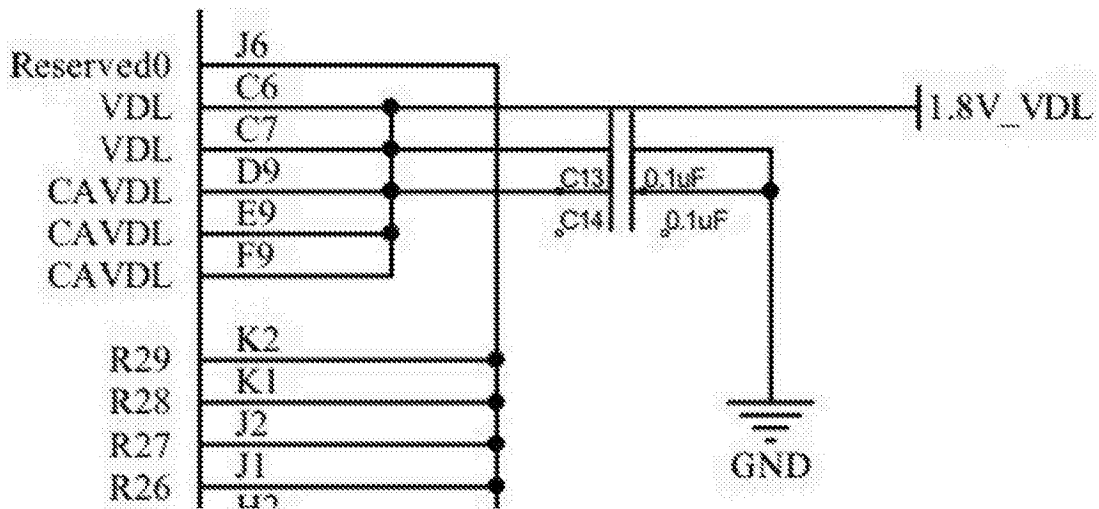 J6
Reserved0
C6
VDL
1.8V_VDL
C7
VDL
D9
CAVDL
C13 0.1uF
E9
CAVDL
C14 0.1uF
F9
CAVDL
K2
R29
K1
R28
J2
R27
GND
J1
R26